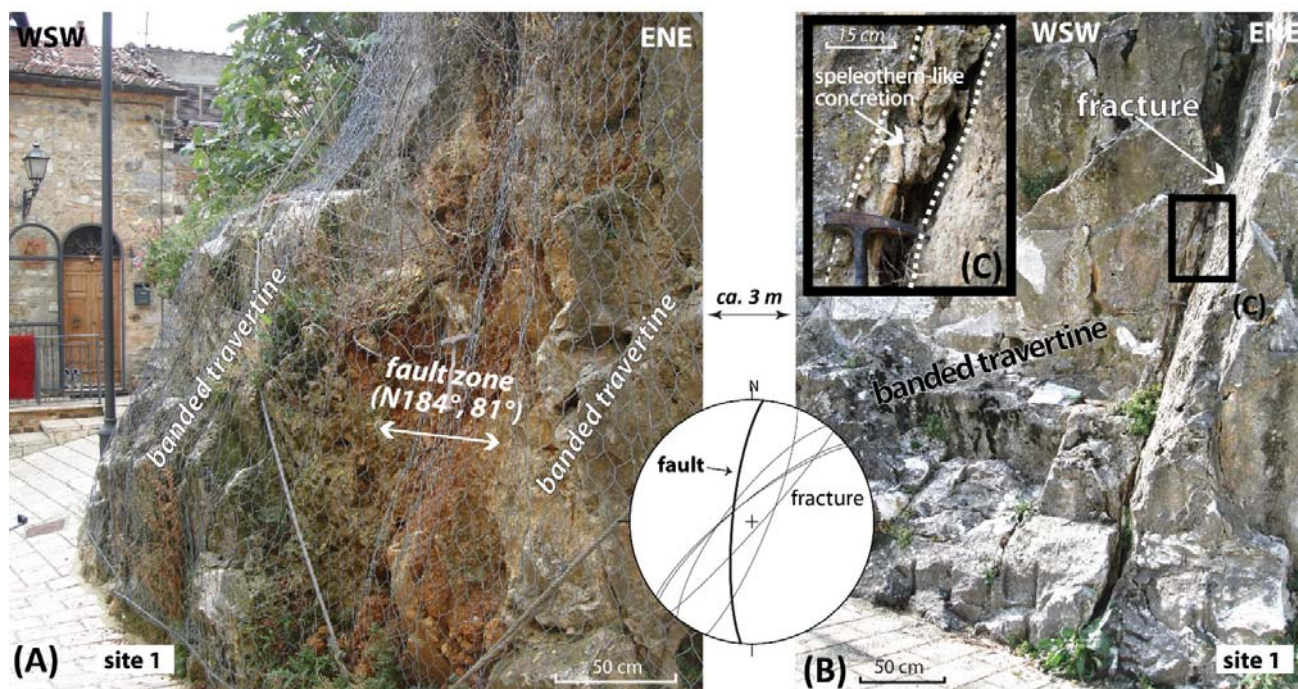 WSW
ENE
banded travertine
fault zone
(N184°, 81°)
banded travertine
(A)
site 1
50 cm
ca. 3 m
N
fault
fracture
15 cm
speleothem-like
concretion
(C)
WSW
ENE
fracture
(C)
banded travertine
(B)
50 cm
site 1